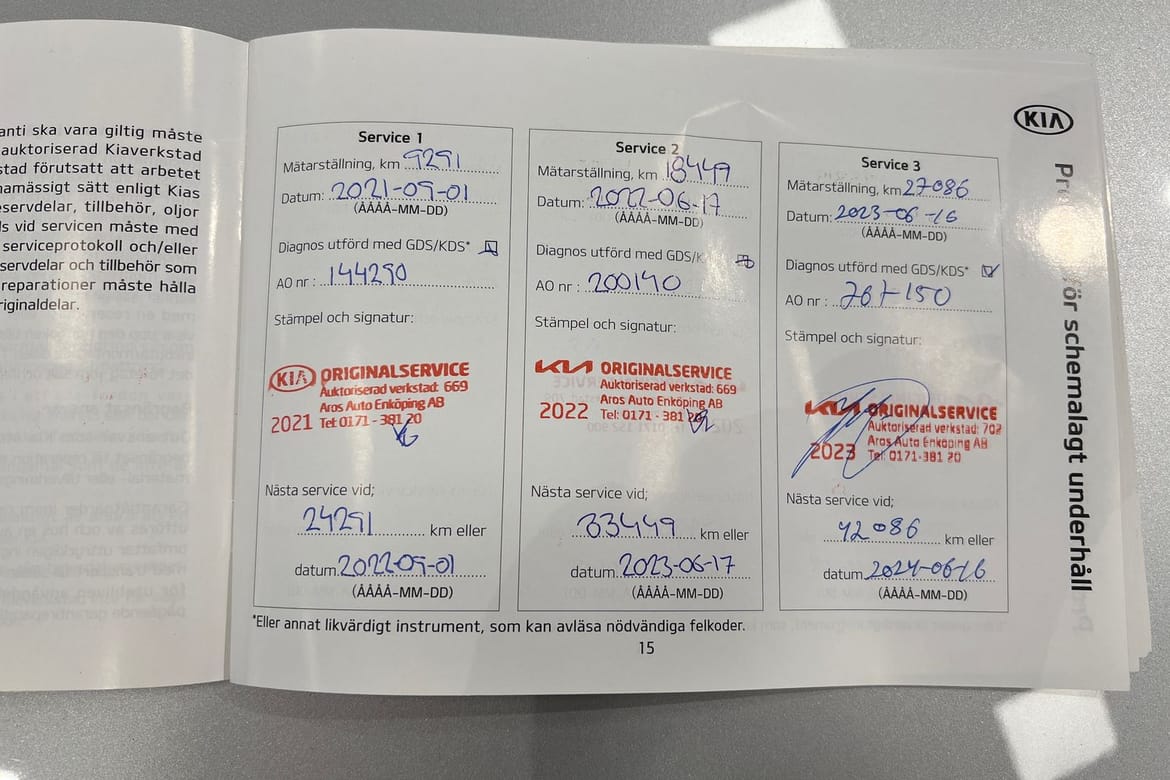 anti ska vara giltig måste
auktoriserad Kiaverkstad
stad förutsatt att arbetet
amässigt sätt enligt Kias
servdelar, tillbehör, oljor
ls vid servicen måste med
serviceprotokoll och/eller
servdelar och tillbehör som
reparationer måste hålla
riginaldelar.
Service 1
Mätarställning, km 9291
Datum: 2021-09-01
(ÅÅÅÅ-MM-DD)
Diagnos utförd med GDS/KDS*
AO nr : 144290
Stämpel och signatur:
KIA ORIGINALSERVICE
Auktoriserad verkstad: 669
Aros Auto Enköping AB
2021 Tel: 0171 - 381 20
Nästa service vid;
24291 km eller
datum 2022-09-01
(ÅÅÅÅ-MM-DD)
Service 2
Mätarställning, km 18449
Datum: 2022-06-17
(ÅÅÅÅ-MM-DD)
Diagnos utförd med GDS/K
AO nr : 200140
Stämpel och signatur:
KIA ORIGINALSERVICE
Auktoriserad verkstad: 669
Aros Auto Enköping AB
2022 Tel: 0171 - 381 20
Nästa service vid;
33449 km eller
datum 2023-06-17
(ÅÅÅÅ-MM-DD)
Service 3
Mätarställning, km 27086
Datum: 2023-06-16
(ÅÅÅÅ-MM-DD)
Diagnos utförd med GDS/KDS*
AO nr : 267150
Stämpel och signatur:
KIA ORIGINALSERVICE
Auktoriserad verkstad: 702
Aros Auto Enköping AB
2023 Tel: 0171-381 20
Nästa service vid;
42086 km eller
datum 2024-06-16
(ÅÅÅÅ-MM-DD)
*Eller annat likvärdigt instrument, som kan avläsa nödvändiga felkoder.
15
KIA
för schemalagt underhåll